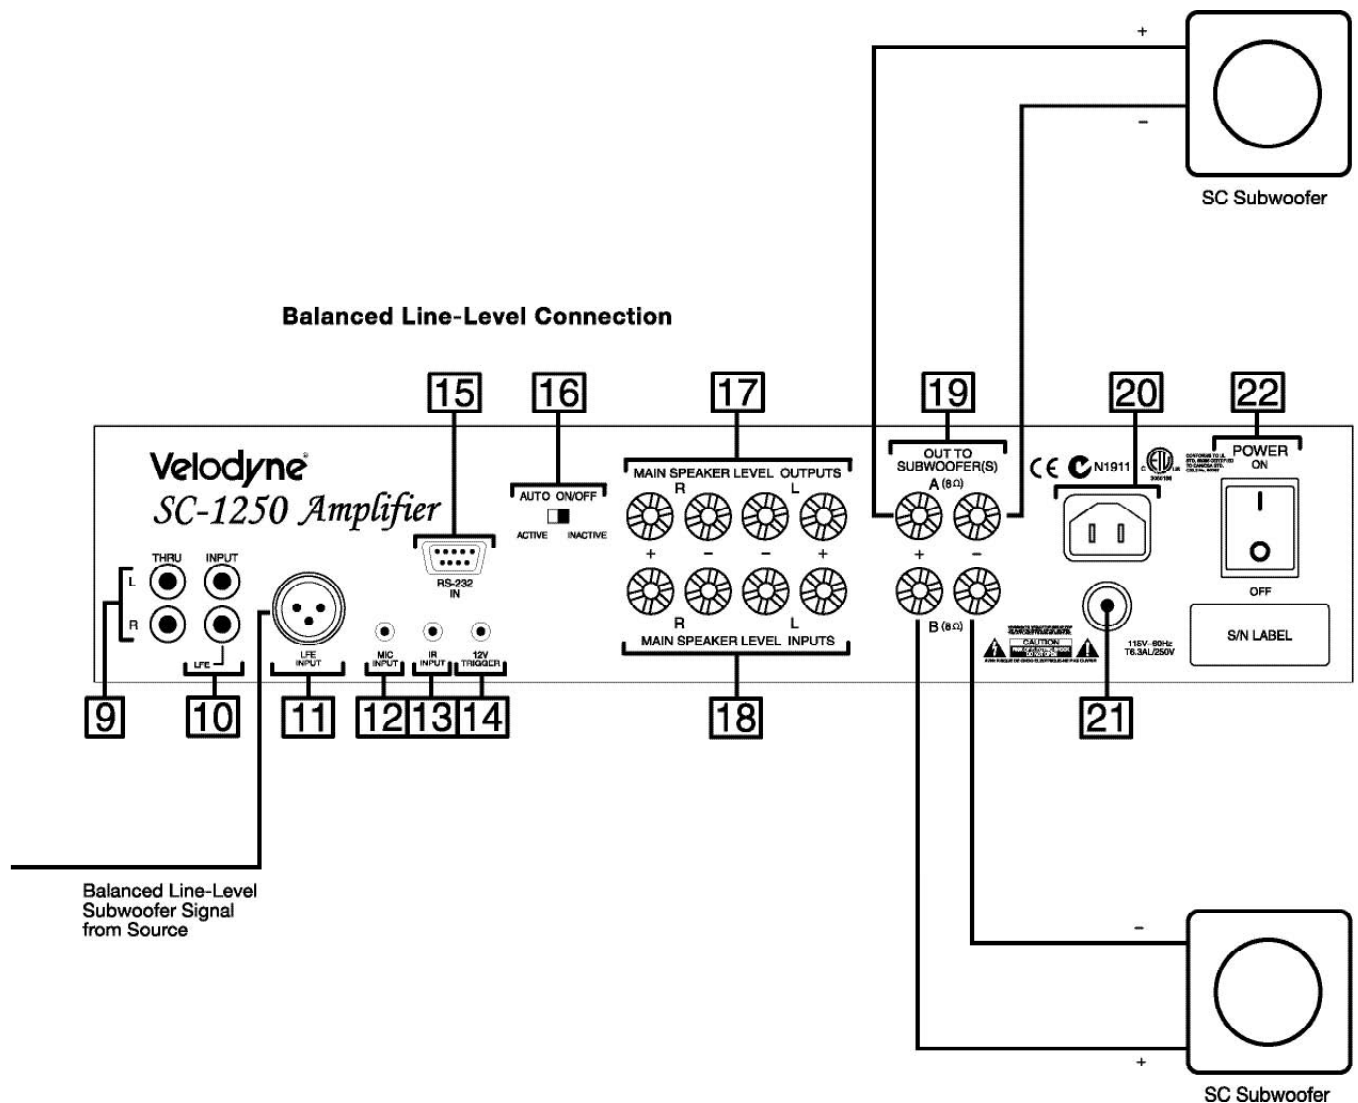 +
−
SC Subwoofer
Balanced Line-Level Connection
15
16
17
19
20
22
Velodyne
SC-1250 Amplifier
AUTO ON/OFF
ACTIVE INACTIVE
MAIN SPEAKER LEVEL OUTPUTS
R L
OUT TO
SUBWOOFER(S)
A (8Ω)
CE N1911
C ETL US
POWER
ON
THRU INPUT
L
R
LFE
RS-232
IN
+ − − +
+ −
R L
MAIN SPEAKER LEVEL INPUTS
B (8Ω)
OFF
LFE
INPUT
MIC
INPUT
IR
INPUT
12V
TRIGGER
CAUTION
115V~60Hz
T6.3AL/250V
S/N LABEL
9
10
11
12
13
14
18
21
Balanced Line-Level
Subwoofer Signal
from Source
−
+
SC Subwoofer